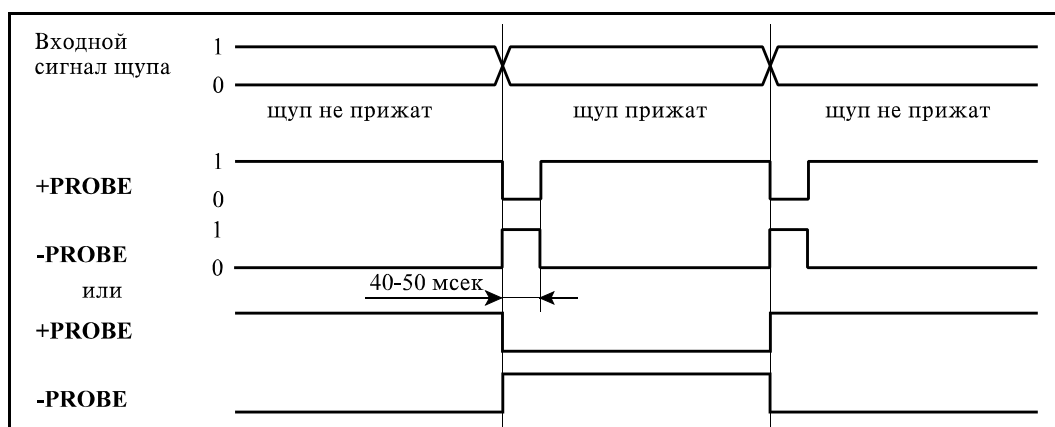 Входной
сигнал щупа
1
0
щуп не прижат
щуп прижат
щуп не прижат
+PROBE
1
0
-PROBE
1
0
или
40-50 мсек
+PROBE
-PROBE